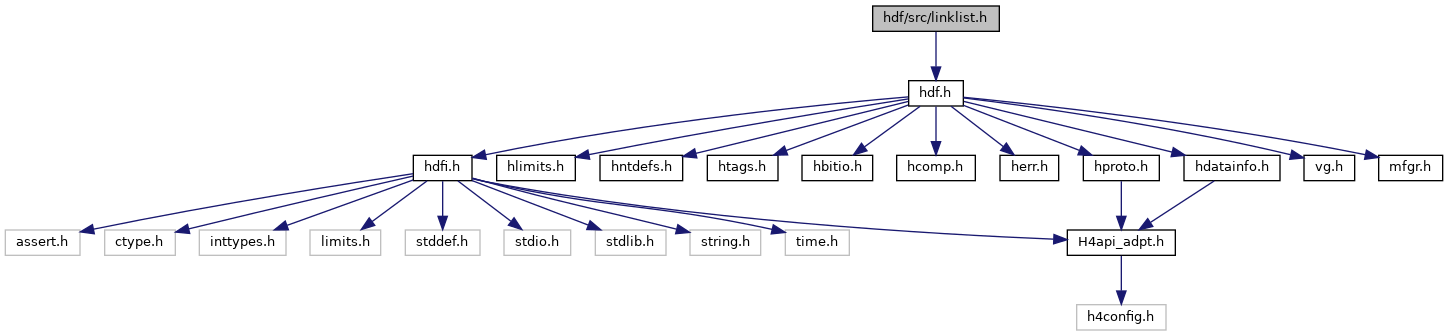 hdf/src/linklist.h
hdf.h
hdfi.h
hlimits.h
hntdefs.h
htags.h
hbitio.h
hcomp.h
herr.h
hproto.h
hdatainfo.h
vg.h
mfgr.h
assert.h
ctype.h
inttypes.h
limits.h
stddef.h
stdio.h
stdlib.h
string.h
time.h
H4api_adpt.h
h4config.h